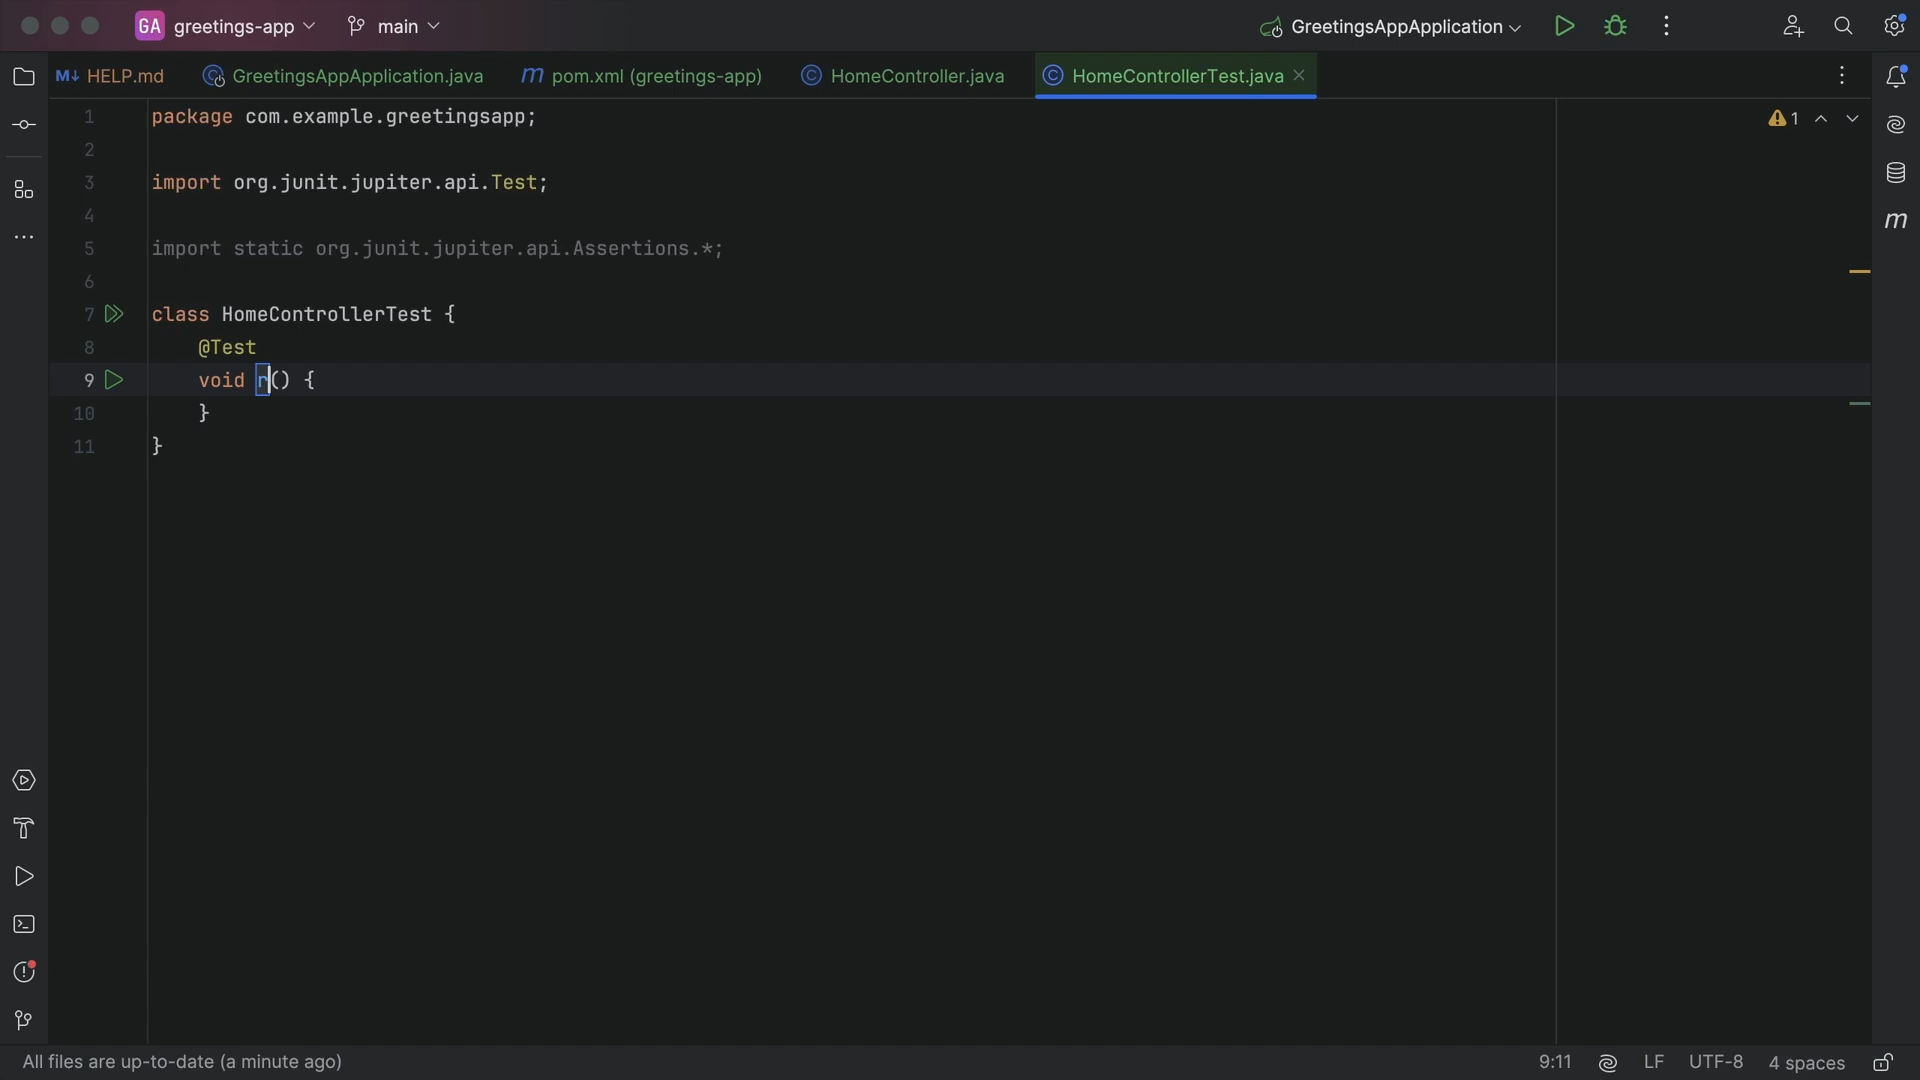 GA greetings-app main GreetingsAppApplication
M↓ HELP.md GreetingsAppApplication.java m pom.xml (greetings-app) HomeController.java HomeControllerTest.java
1 package com.example.greetingsapp; 1
2
3 import org.junit.jupiter.api.Test;
4
5 import static org.junit.jupiter.api.Assertions.*;
6
7 class HomeControllerTest {
8 @Test
9 void r() {
10 }
11 }
m
All files are up-to-date (a minute ago) 9:11 LF UTF-8 4 spaces